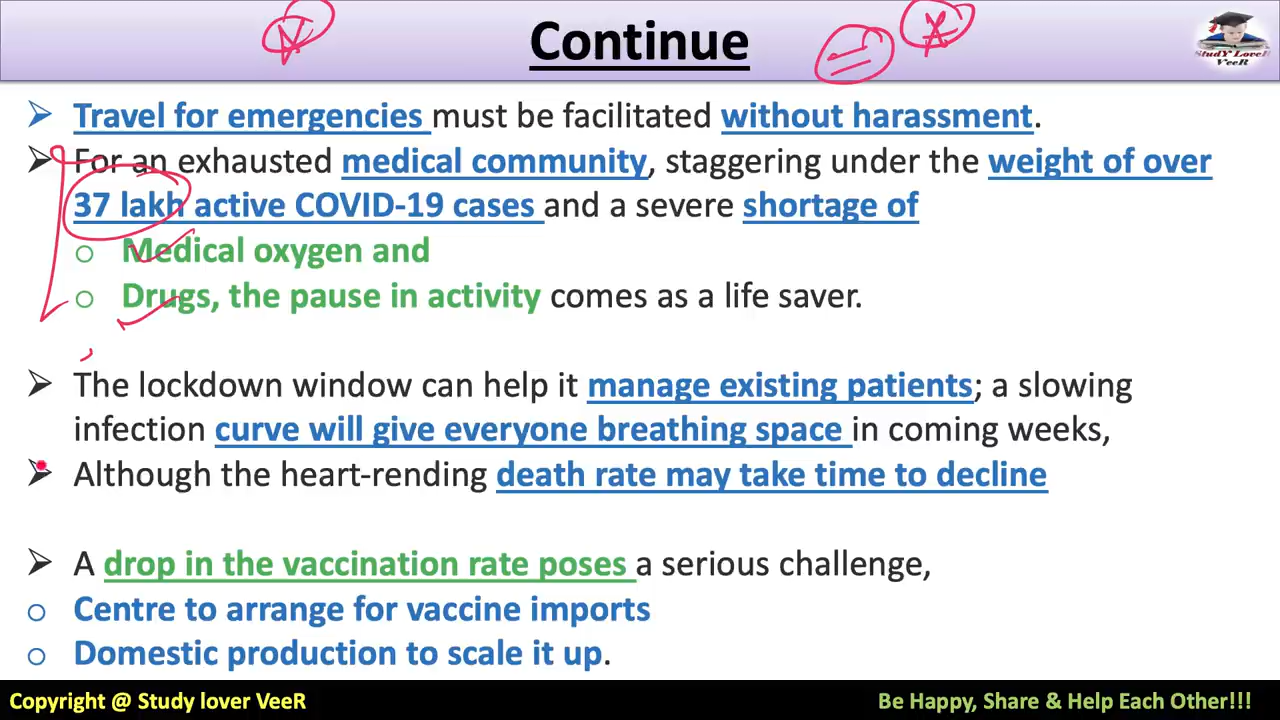 Continue
StudY LoveR
VeeR
➢ Travel for emergencies must be facilitated without harassment.
➢ For an exhausted medical community, staggering under the weight of over
37 lakh active COVID-19 cases and a severe shortage of
o Medical oxygen and
o Drugs, the pause in activity comes as a life saver.
➢ The lockdown window can help it manage existing patients; a slowing
infection curve will give everyone breathing space in coming weeks,
➢ Although the heart-rending death rate may take time to decline
➢ A drop in the vaccination rate poses a serious challenge,
o Centre to arrange for vaccine imports
o Domestic production to scale it up.
Copyright @ Study lover VeeR
Be Happy, Share & Help Each Other!!!